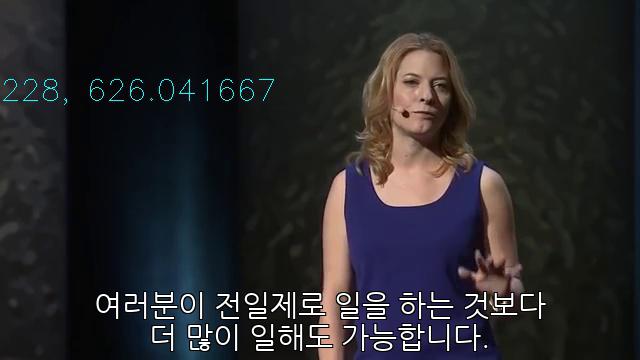 228, 626.041667
여러분이 전일제로 일을 하는 것보다
더 많이 일해도 가능합니다.